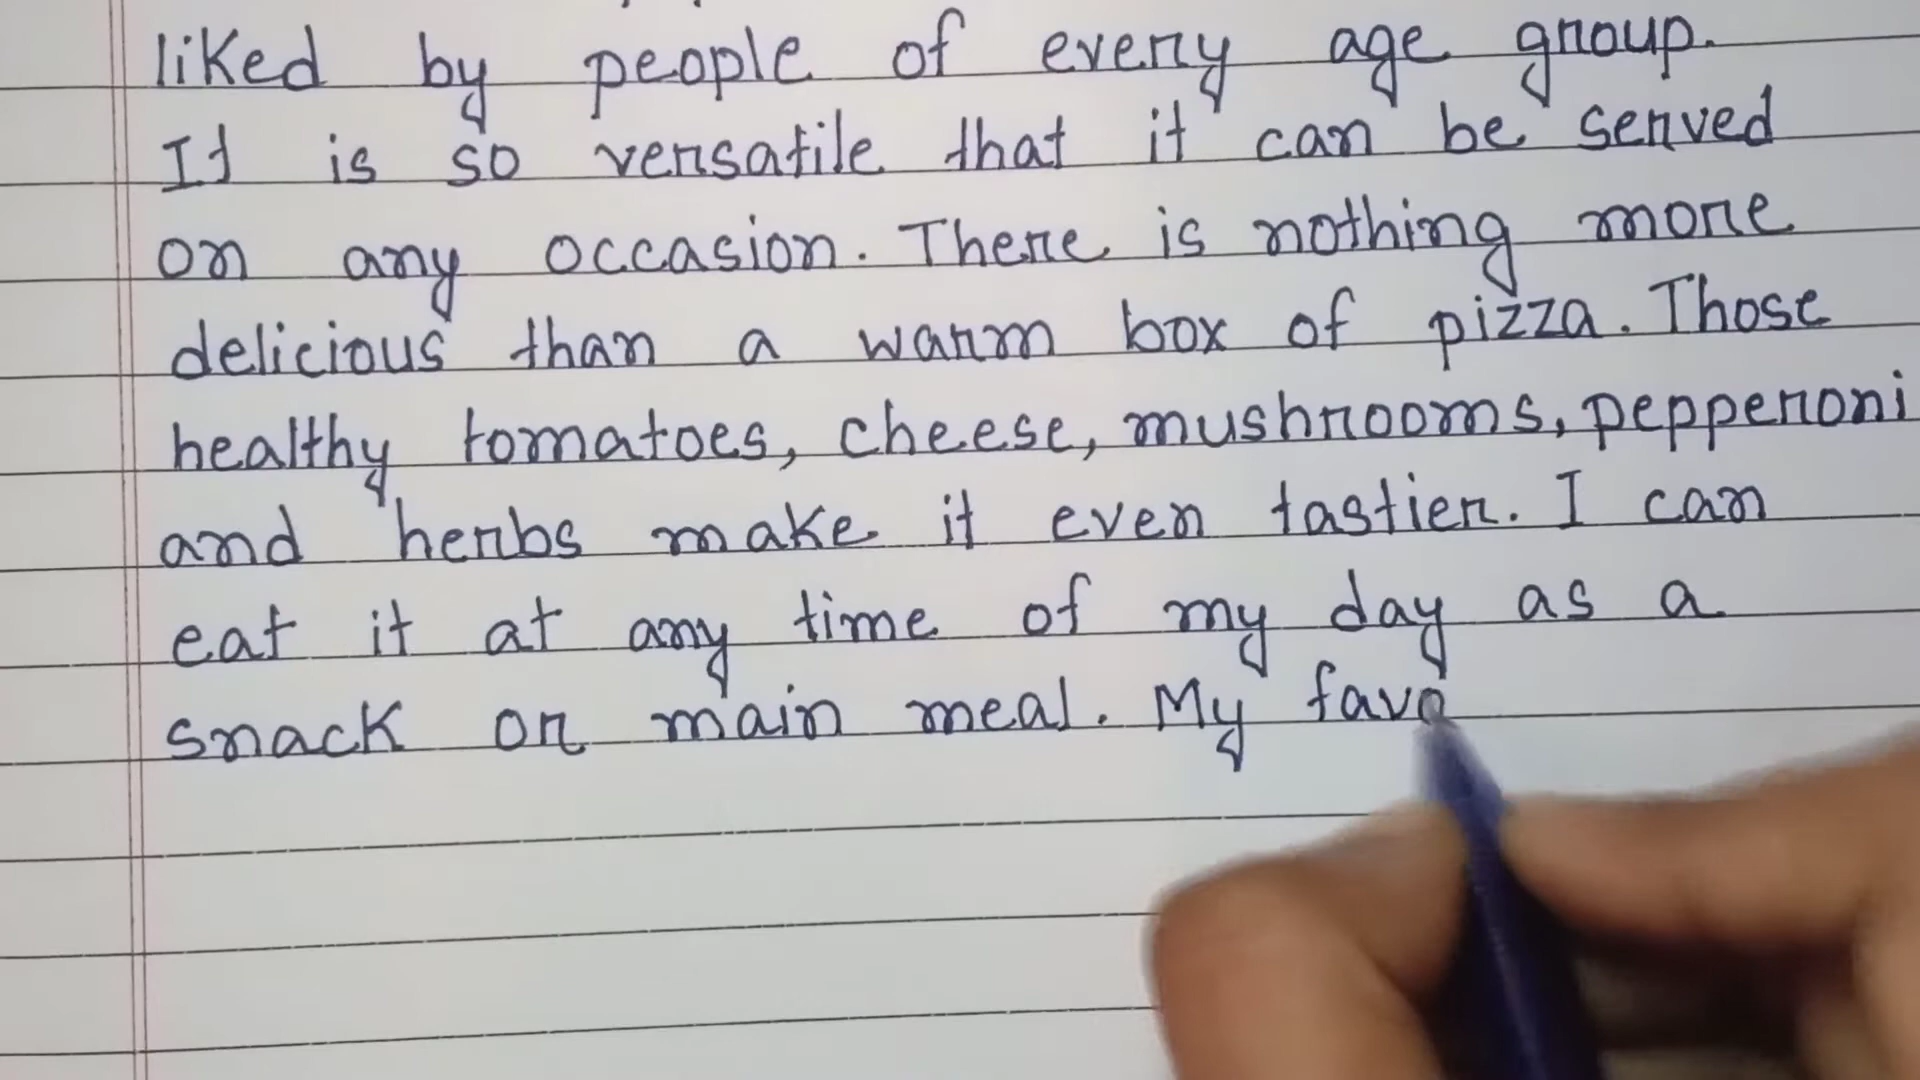 liked by people of every age group.
It is so versatile that it can be served
on any occasion. There is nothing more
delicious than a warm box of pizza. Those
healthy tomatoes, cheese, mushrooms, pepperoni
and herbs make it even tastier. I can
eat it at any time of my day as a
snack or main meal. My favo